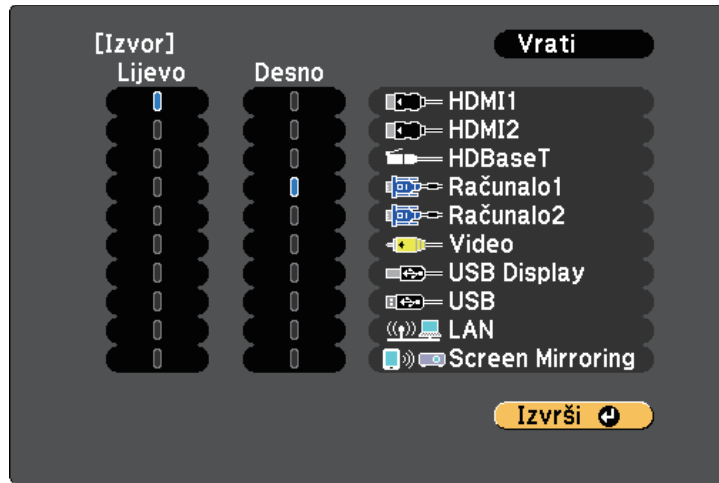 [Izvor] Vrati
Lijevo Desno
HDMI1
HDMI2
HDBaseT
Računalo1
Računalo2
Video
USB Display
USB
LAN
Screen Mirroring
Izvrši